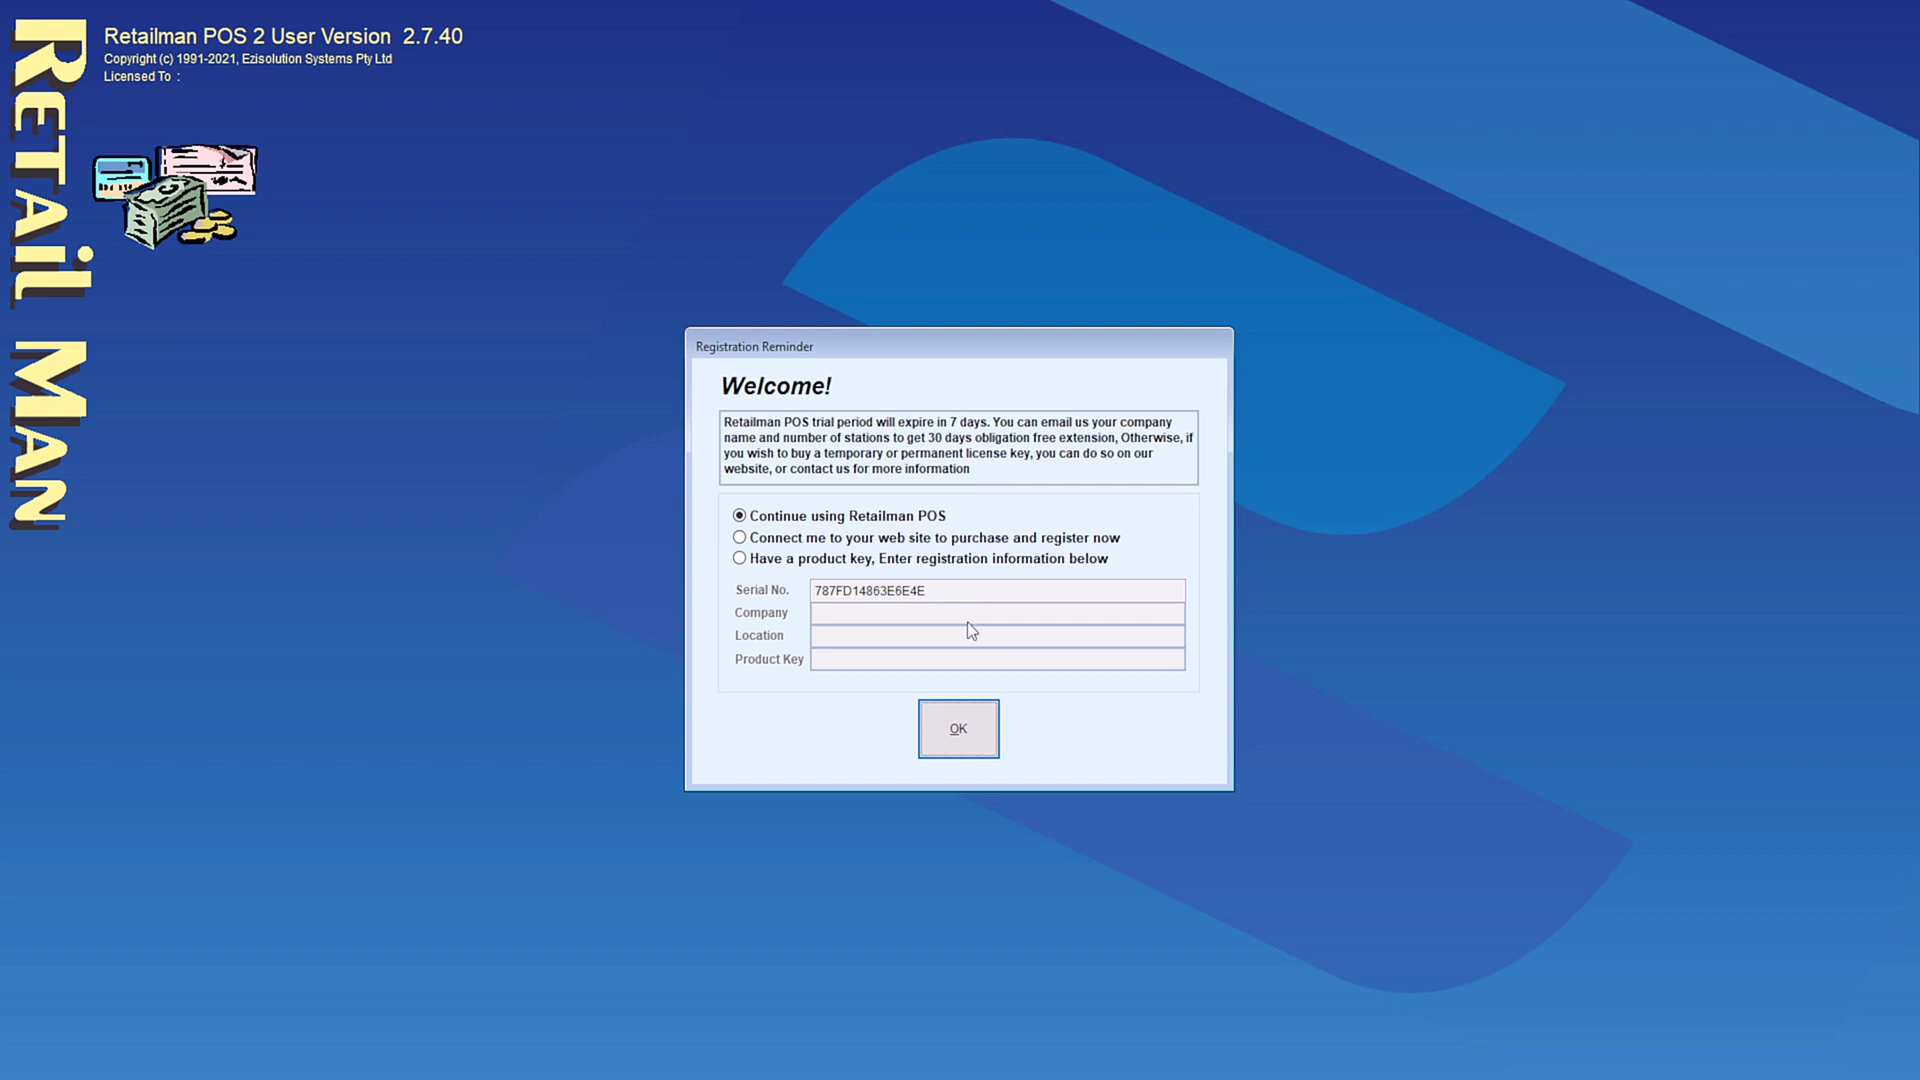 RETAIL MAN
Retailman POS 2 User Version 2.7.40
Copyright (c) 1991-2021, Ezisolution Systems Pty Ltd
Licensed To :
Registration Reminder
Welcome!
Retailman POS trial period will expire in 7 days. You can email us your company
name and number of stations to get 30 days obligation free extension, Otherwise, if
you wish to buy a temporary or permanent license key, you can do so on our
website, or contact us for more information
Continue using Retailman POS
Connect me to your web site to purchase and register now
Have a product key, Enter registration information below
Serial No. 787FD14863E6E4E
Company
Location
Product Key
OK